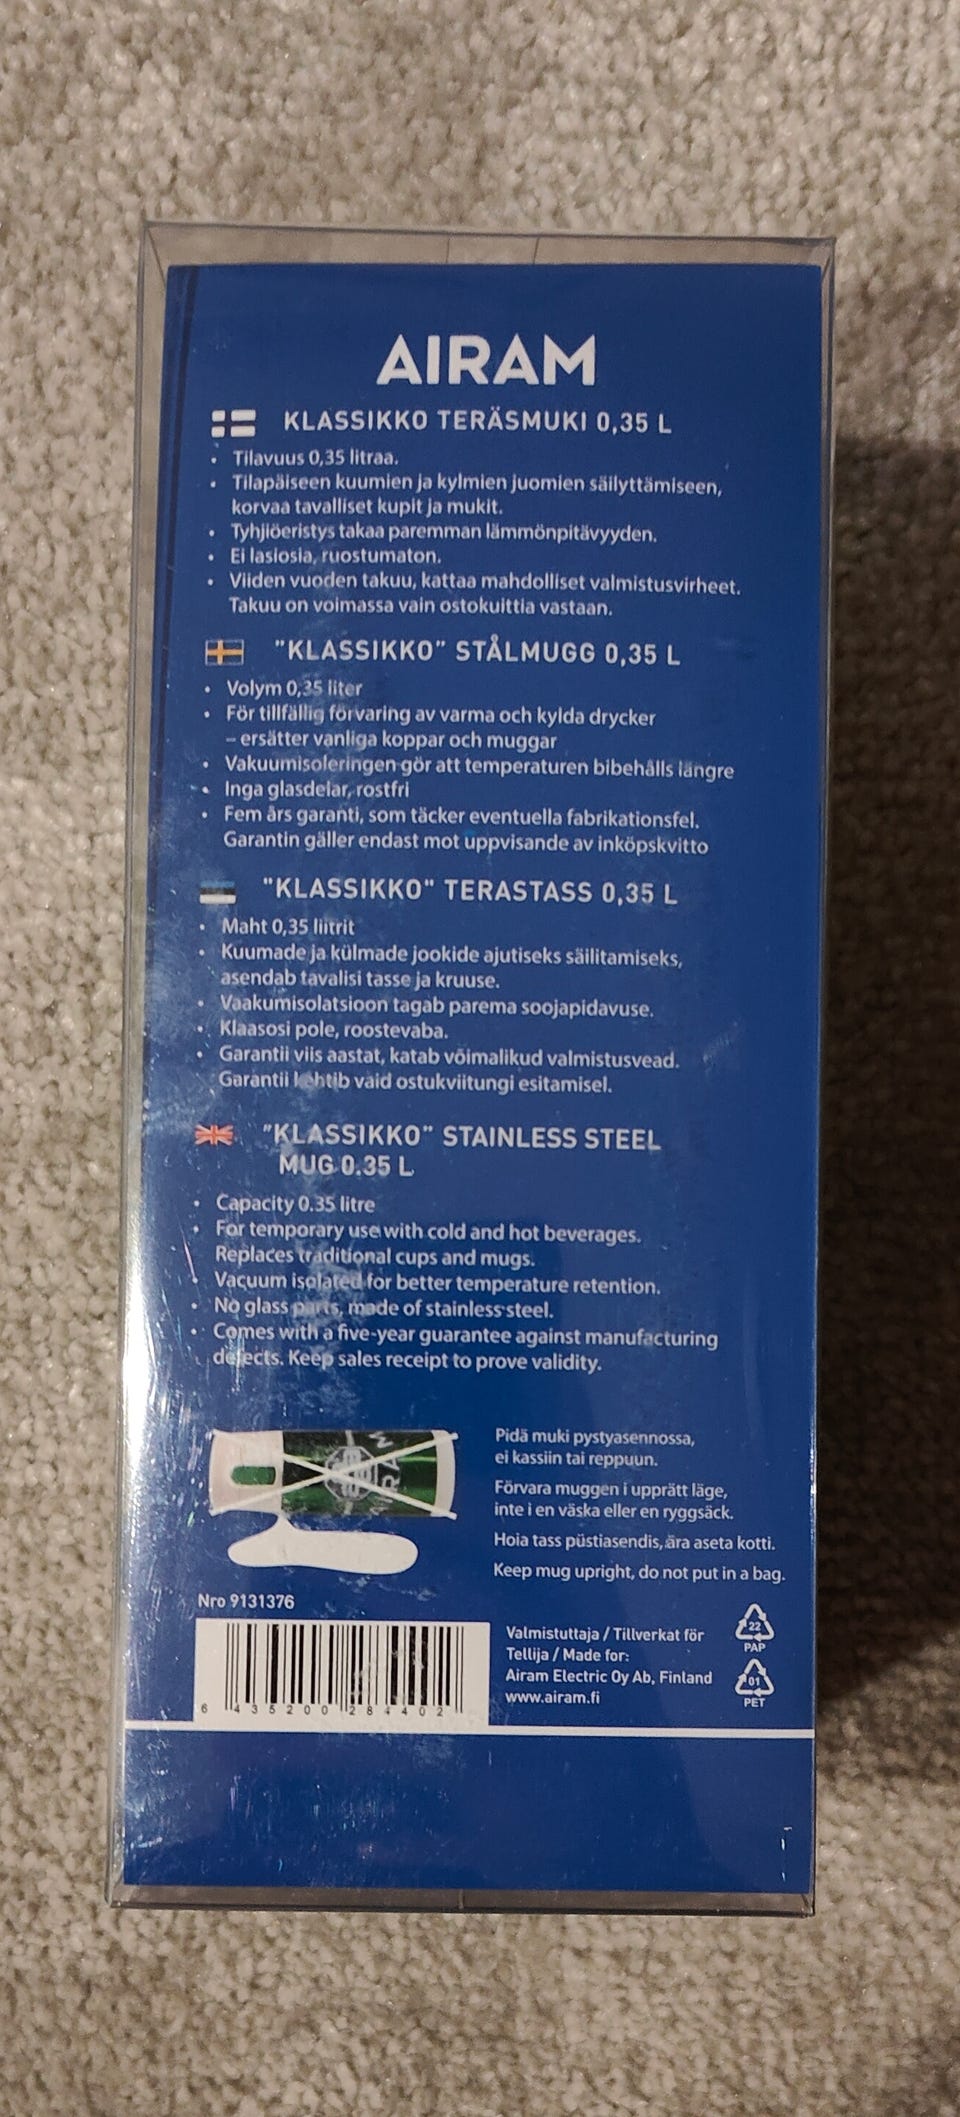 AIRAM
KLASSIKKO TERÄSMUKI 0,35 L
• Tilavuus 0,35 litraa.
• Tilapäiseen kuumien ja kylmien juomien säilyttämiseen,
korvaa tavalliset kupit ja mukit.
• Tyhjiöeristys takaa paremman lämmönpitävyyden.
• Ei lasiosia, ruostumaton.
• Viiden vuoden takuu, kattaa mahdolliset valmistusvirheet.
Takuu on voimassa vain ostokuittia vastaan.
"KLASSIKKO" STÅLMUGG 0,35 L
• Volym 0,35 liter
• För tillfällig förvaring av varma och kylda drycker
– ersätter vanliga koppar och muggar
• Vakuumisoleringen gör att temperaturen bibehålls längre
• Inga glasdelar, rostfri
• Fem års garanti, som täcker eventuella fabrikationsfel.
Garantin gäller endast mot uppvisande av inköpskvitto
"KLASSIKKO" TERASTASS 0,35 L
• Maht 0,35 liitrit
• Kuumade ja külmade jookide ajutiseks säilitamiseks,
asendab tavalisi tasse ja kruuse.
• Vaakumisolatsioon tagab parema soojapidavuse.
• Klaasosi pole, roostevaba.
• Garantii viis aastat, katab võimalikud valmistusvead.
Garantii kehtib vaid ostukviitungi esitamisel.
"KLASSIKKO" STAINLESS STEEL
MUG 0.35 L
• Capacity 0.35 litre
• For temporary use with cold and hot beverages.
Replaces traditional cups and mugs.
• Vacuum isolated for better temperature retention.
• No glass parts, made of stainless steel.
• Comes with a five-year guarantee against manufacturing
defects. Keep sales receipt to prove validity.
Pidä muki pystyasennossa,
ei kassiin tai reppuun.
Förvara muggen i upprätt läge,
inte i en väska eller en ryggsäck.
Hoia tass püstiasendis, ära aseta kotti.
Keep mug upright, do not put in a bag.
Nro 9131376
6 435200 284402
Valmistuttaja / Tillverkat för
Tellija / Made for:
Airam Electric Oy Ab, Finland
www.airam.fi
22
PAP
01
PET